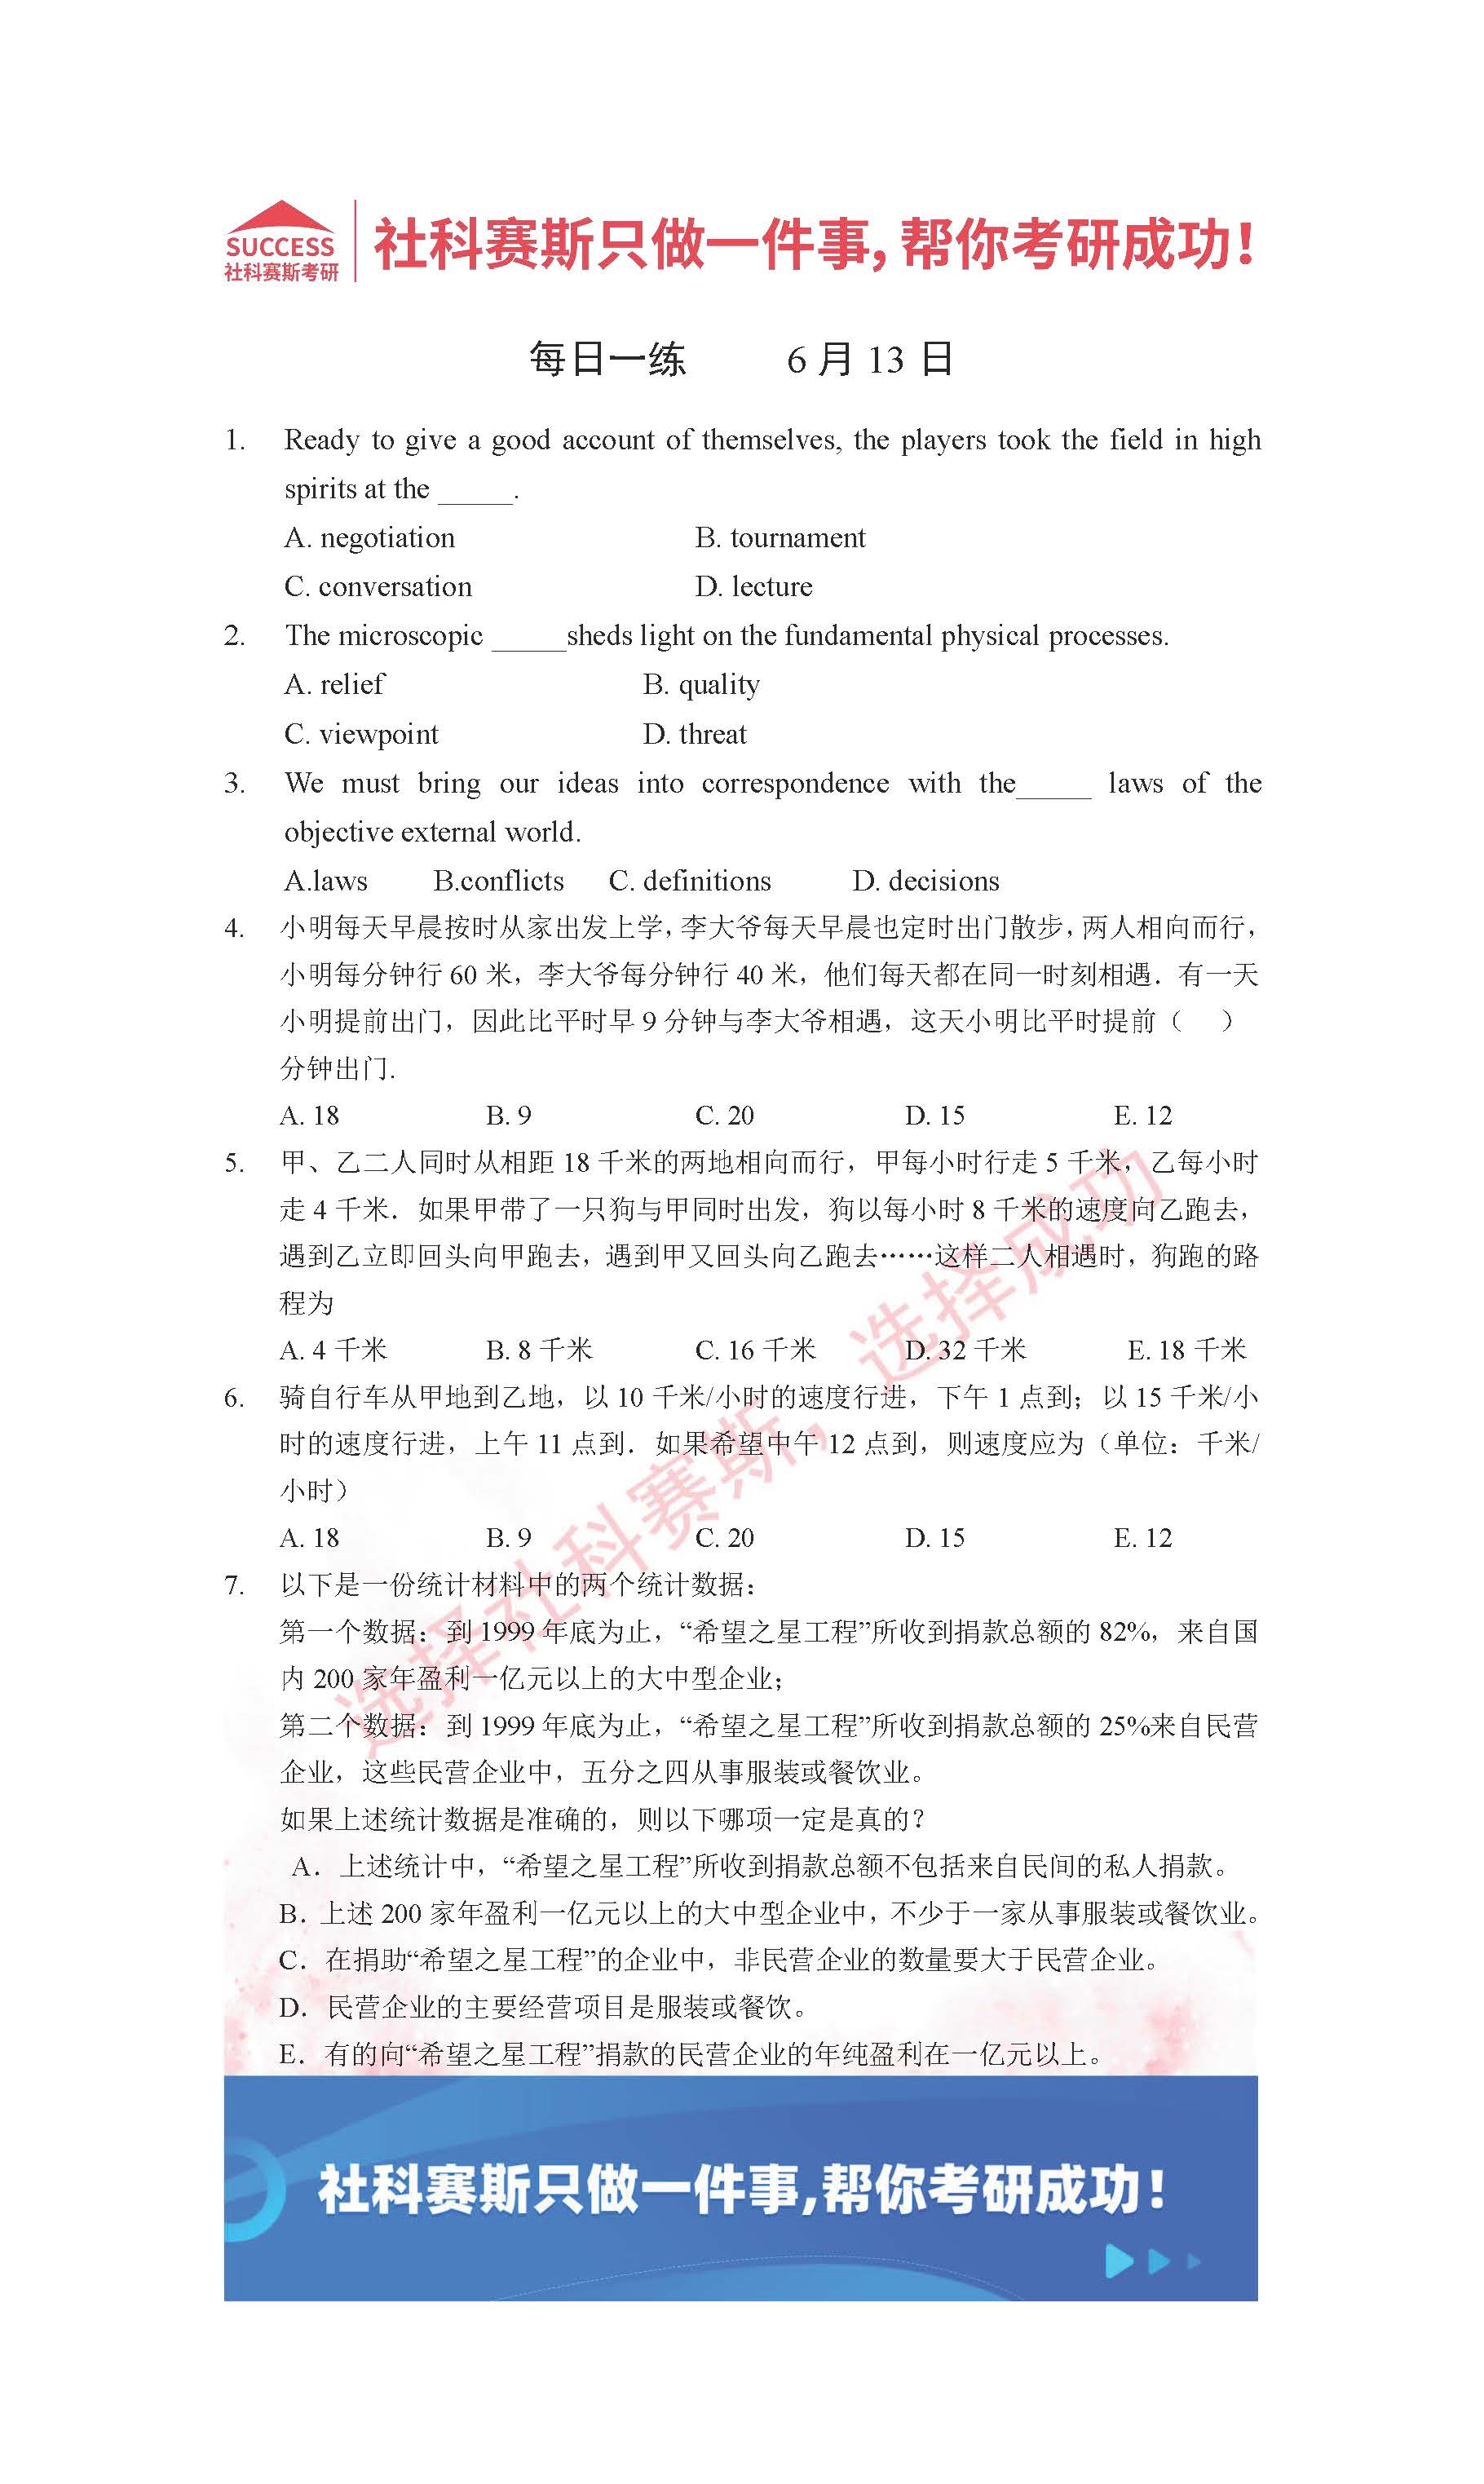 SUCCESS
社科赛斯考研
社科赛斯只做一件事,帮你考研成功!
每日一练 6 月 13 日
1. Ready to give a good account of themselves, the players took the field in high
spirits at the _____.
A. negotiation B. tournament
C. conversation D. lecture
2. The microscopic _____sheds light on the fundamental physical processes.
A. relief B. quality
C. viewpoint D. threat
3. We must bring our ideas into correspondence with the_____ laws of the
objective external world.
A.laws B.conflicts C. definitions D. decisions
4. 小明每天早晨按时从家出发上学,李大爷每天早晨也定时出门散步,两人相向而行,
小明每分钟行 60 米，李大爷每分钟行 40 米，他们每天都在同一时刻相遇．有一天
小明提前出门，因此比平时早 9 分钟与李大爷相遇，这天小明比平时提前（ ）
分钟出门.
A. 18 B. 9 C. 20 D. 15 E. 12
5. 甲、乙二人同时从相距 18 千米的两地相向而行，甲每小时行走 5 千米，乙每小时
走 4 千米．如果甲带了一只狗与甲同时出发，狗以每小时 8 千米的速度向乙跑去，
遇到乙立即回头向甲跑去，遇到甲又回头向乙跑去……这样二人相遇时，狗跑的路
程为
A. 4 千米 B. 8 千米 C. 16 千米 D. 32 千米 E. 18 千米
6. 骑自行车从甲地到乙地，以 10 千米/小时的速度行进，下午 1 点到；以 15 千米/小
时的速度行进，上午 11 点到．如果希望中午 12 点到，则速度应为（单位：千米/
小时）
A. 18 B. 9 C. 20 D. 15 E. 12
7. 以下是一份统计材料中的两个统计数据：
第一个数据：到 1999 年底为止，“希望之星工程”所收到捐款总额的 82%，来自国
内 200 家年盈利一亿元以上的大中型企业；
第二个数据：到 1999 年底为止，“希望之星工程”所收到捐款总额的 25%来自民营
企业，这些民营企业中，五分之四从事服装或餐饮业。
如果上述统计数据是准确的，则以下哪项一定是真的？
A．上述统计中，“希望之星工程”所收到捐款总额不包括来自民间的私人捐款。
B．上述 200 家年盈利一亿元以上的大中型企业中，不少于一家从事服装或餐饮业。
C．在捐助“希望之星工程”的企业中，非民营企业的数量要大于民营企业。
D．民营企业的主要经营项目是服装或餐饮。
E．有的向“希望之星工程”捐款的民营企业的年纯盈利在一亿元以上。
选择社科赛斯，选择成功
社科赛斯只做一件事,帮你考研成功!